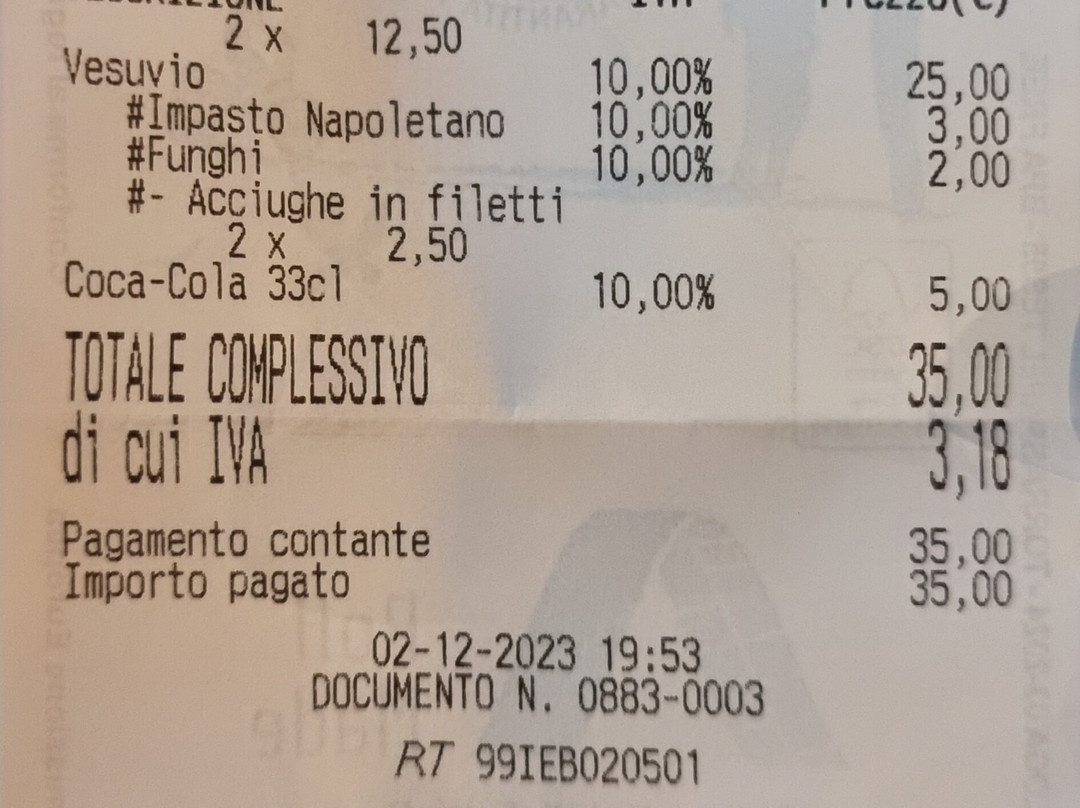 2 x 12,50
Vesuvio 10,00% 25,00
#Impasto Napoletano 10,00% 3,00
#Funghi 10,00% 2,00
#- Acciughe in filetti
2 x 2,50
Coca-Cola 33cl 10,00% 5,00
TOTALE COMPLESSIVO 35,00
di cui IVA 3,18
Pagamento contante 35,00
Importo pagato 35,00
02-12-2023 19:53
DOCUMENTO N. 0883-0003
RT 99IEB020501